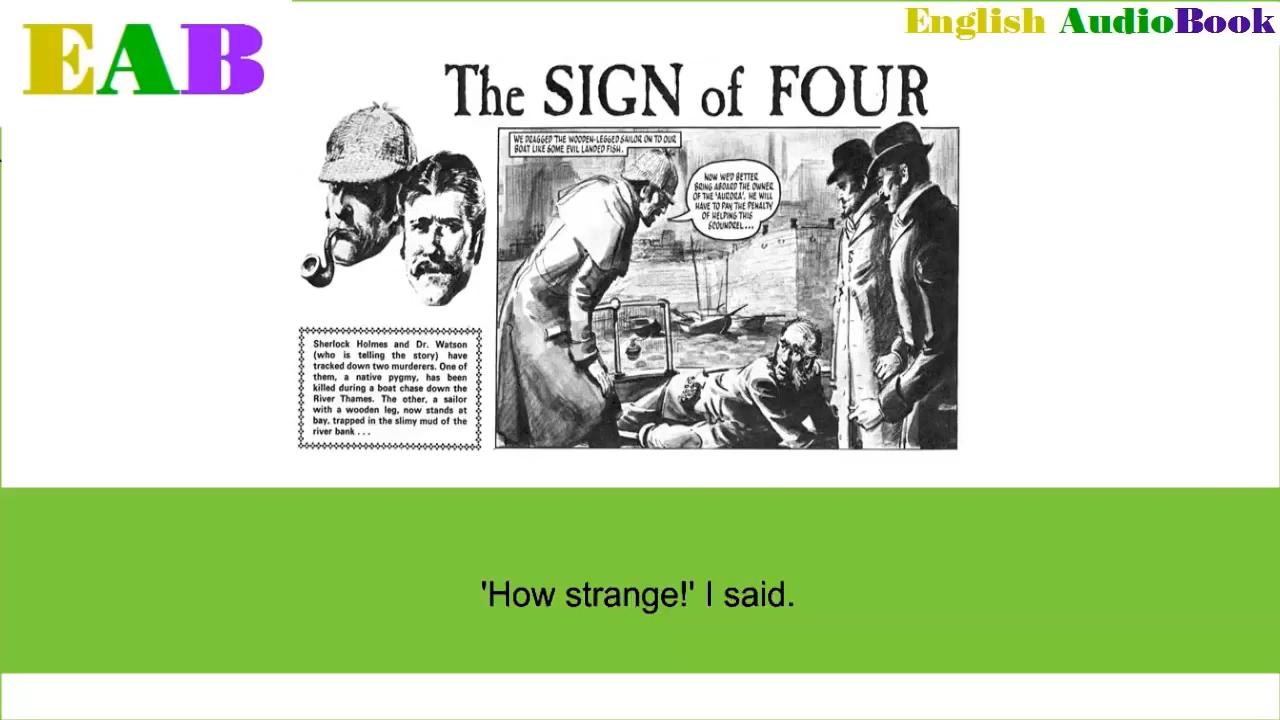 EAB
English AudioBook
The SIGN of FOUR
WE DRAGGED THE WOODEN-LEGGED SAILOR ON TO OUR
BOAT LIKE SOME EVIL LANDED FISH.
NOW WE'D BETTER
BRING ABOARD THE OWNER
OF THE 'AURORA'. HE WILL
HAVE TO PAY THE PENALTY
OF HELPING THIS
SCOUNDREL...
Sherlock Holmes and Dr. Watson
(who is telling the story) have
tracked down two murderers. One of
them, a native pygmy, has been
killed during a boat chase down the
River Thames. The other, a sailor
with a wooden leg, now stands at
bay, trapped in the slimy mud of the
river bank . . .
'How strange!' I said.